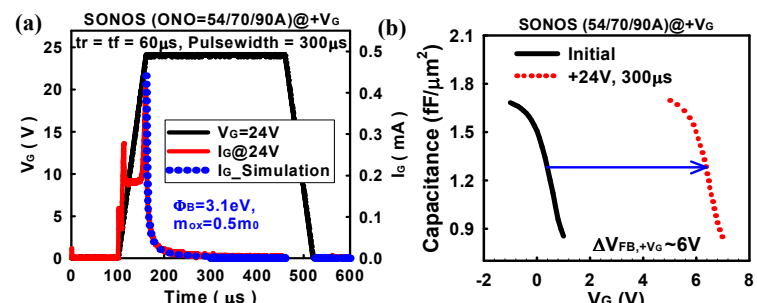 (a)
SONOS (ONO=54/70/90A)@+VG
tr = tf = 60μs, Pulsewidth = 300μs
25
20
15
10
5
0
VG ( V )
0.5
0.4
0.3
0.2
0.1
0.0
IG ( mA )
VG=24V
IG@24V
IG_Simulation
ΦB=3.1eV,
mox=0.5m0
0 100 200 300 400 500 600
Time ( μs )
(b)
SONOS (54/70/90A)@+VG
2.1
1.8
1.5
1.2
0.9
Capacitance (fF/μm²)
Initial
+24V, 300μs
ΔVFB,+VG~6V
-2 0 2 4 6 8
VG (V)